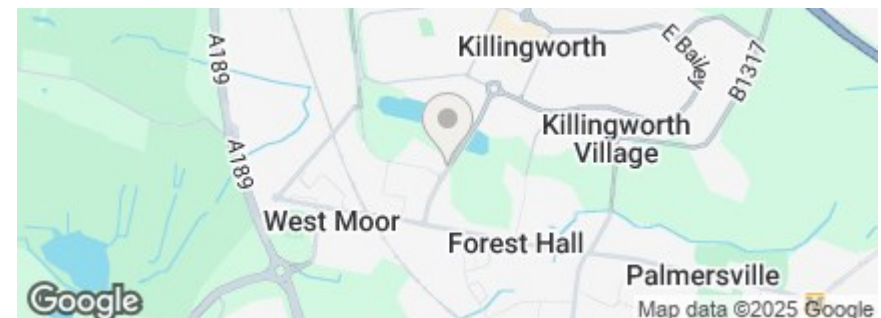 Killingworth
E Bailey
B1317
A189
Killingworth
Village
A189
West Moor
Forest Hall
Palmersville
Google
Map data ©2025 Google